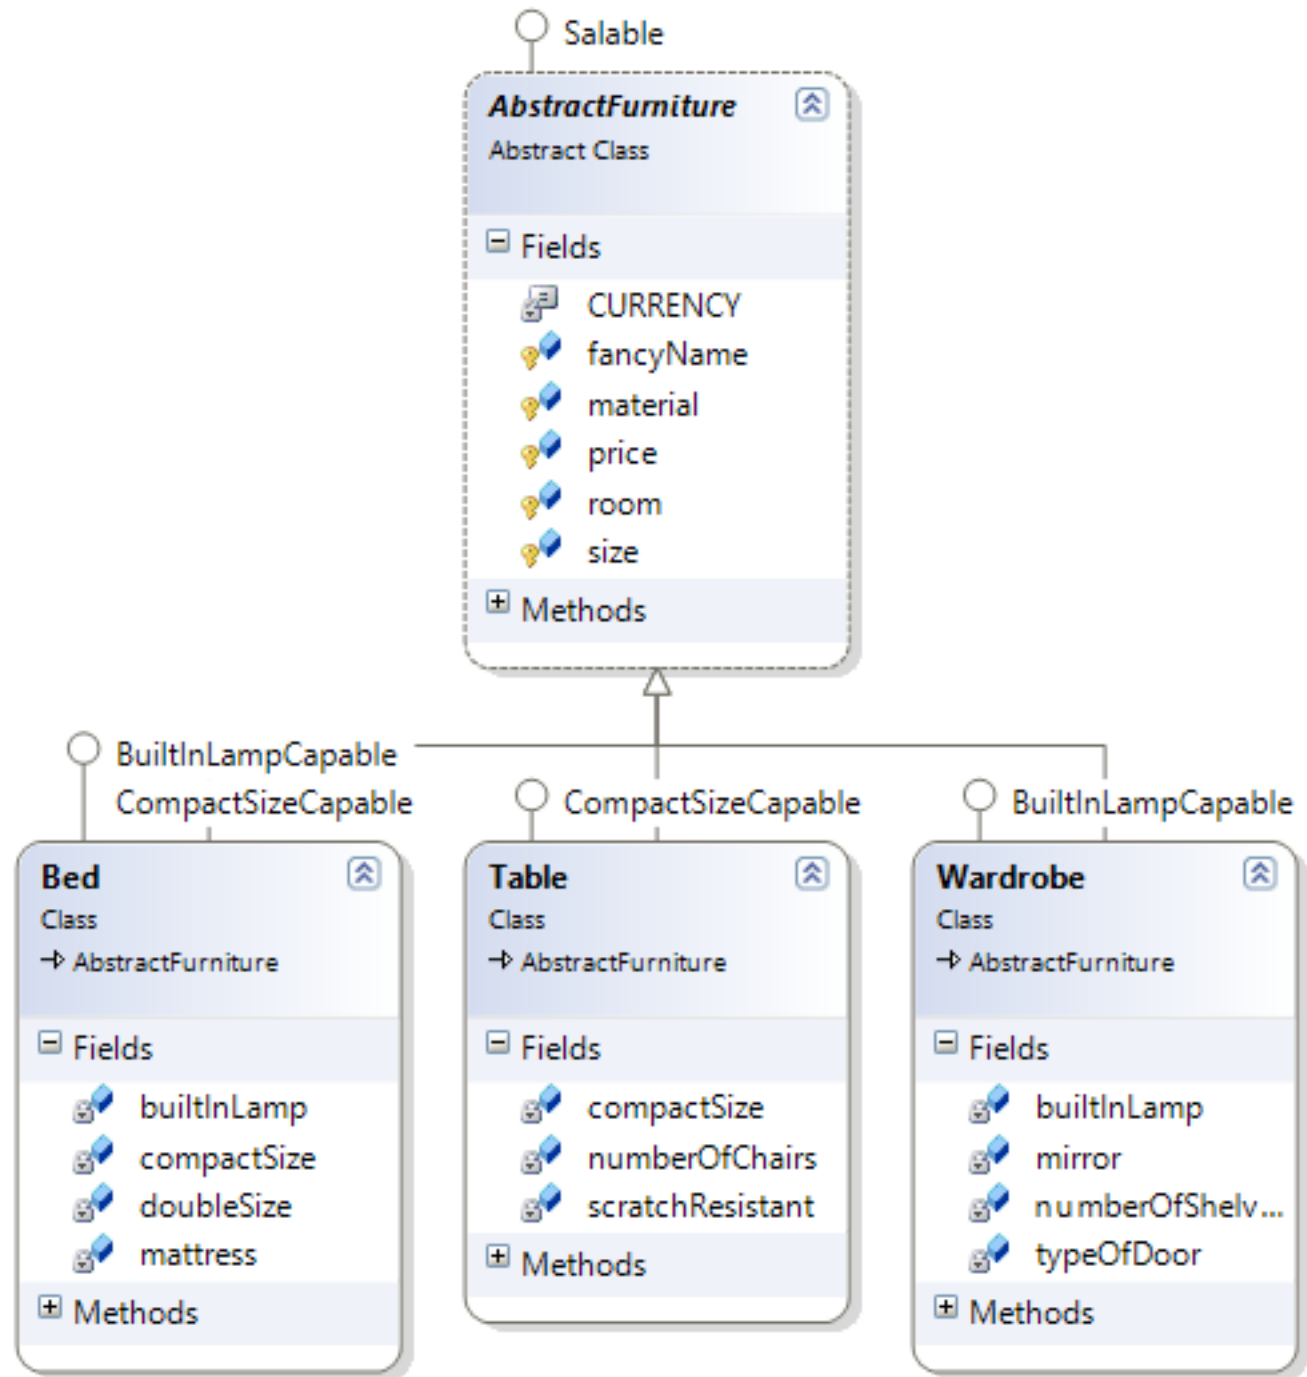 Salable
AbstractFurniture
Abstract Class
Fields
CURRENCY
fancyName
material
price
room
size
Methods
BuiltInLampCapable
CompactSizeCapable
Bed
Class
AbstractFurniture
Fields
builtInLamp
compactSize
doubleSize
mattress
Methods
CompactSizeCapable
Table
Class
AbstractFurniture
Fields
compactSize
numberOfChairs
scratchResistant
Methods
BuiltInLampCapable
Wardrobe
Class
AbstractFurniture
Fields
builtInLamp
mirror
numberOfShelv...
typeOfDoor
Methods